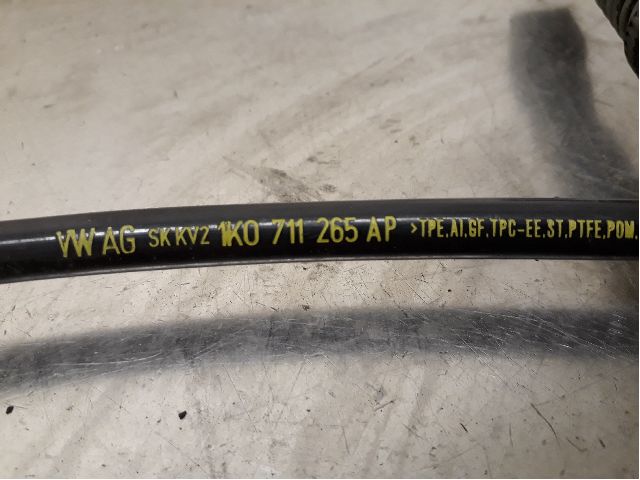 VW AG SK KV2 1K0 711 265 AP >TPE,AI,GF,TPC-EE,ST,PTFE,POM,